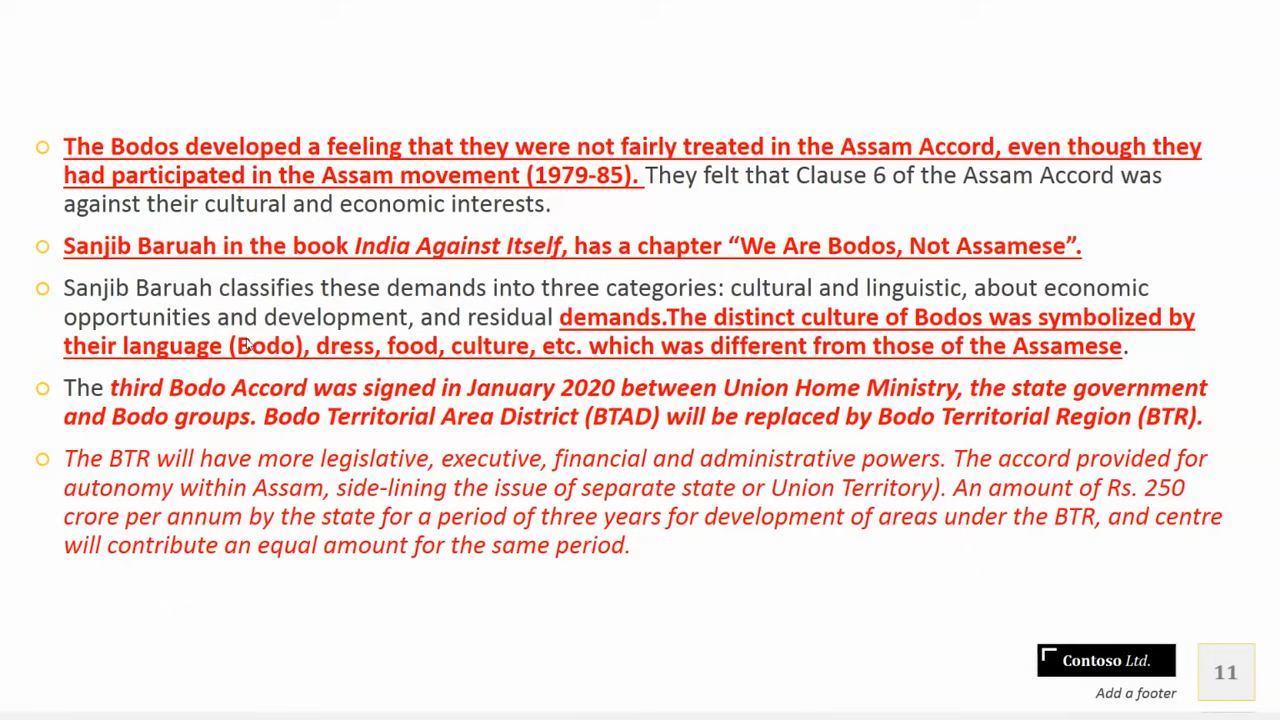 The Bodos developed a feeling that they were not fairly treated in the Assam Accord, even though they
had participated in the Assam movement (1979-85). They felt that Clause 6 of the Assam Accord was
against their cultural and economic interests.
Sanjib Baruah in the book India Against Itself, has a chapter “We Are Bodos, Not Assamese”.
Sanjib Baruah classifies these demands into three categories: cultural and linguistic, about economic
opportunities and development, and residual demands.The distinct culture of Bodos was symbolized by
their language (Bodo), dress, food, culture, etc. which was different from those of the Assamese.
The third Bodo Accord was signed in January 2020 between Union Home Ministry, the state government
and Bodo groups. Bodo Territorial Area District (BTAD) will be replaced by Bodo Territorial Region (BTR).
The BTR will have more legislative, executive, financial and administrative powers. The accord provided for
autonomy within Assam, side-lining the issue of separate state or Union Territory). An amount of Rs. 250
crore per annum by the state for a period of three years for development of areas under the BTR, and centre
will contribute an equal amount for the same period.
Contoso Ltd.
Add a footer
11